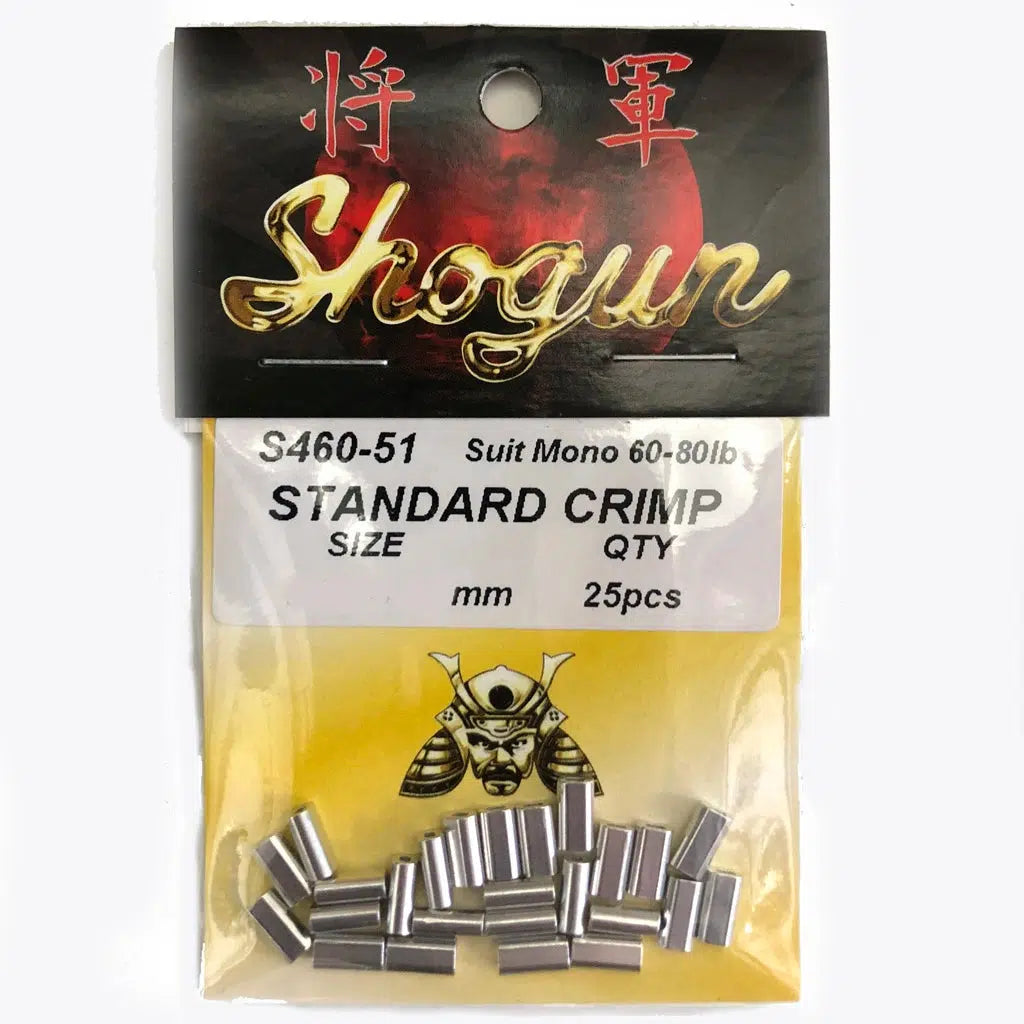 将 軍
Shogun
S460-51 Suit Mono 60-80lb
STANDARD CRIMP
SIZE QTY
mm 25pcs